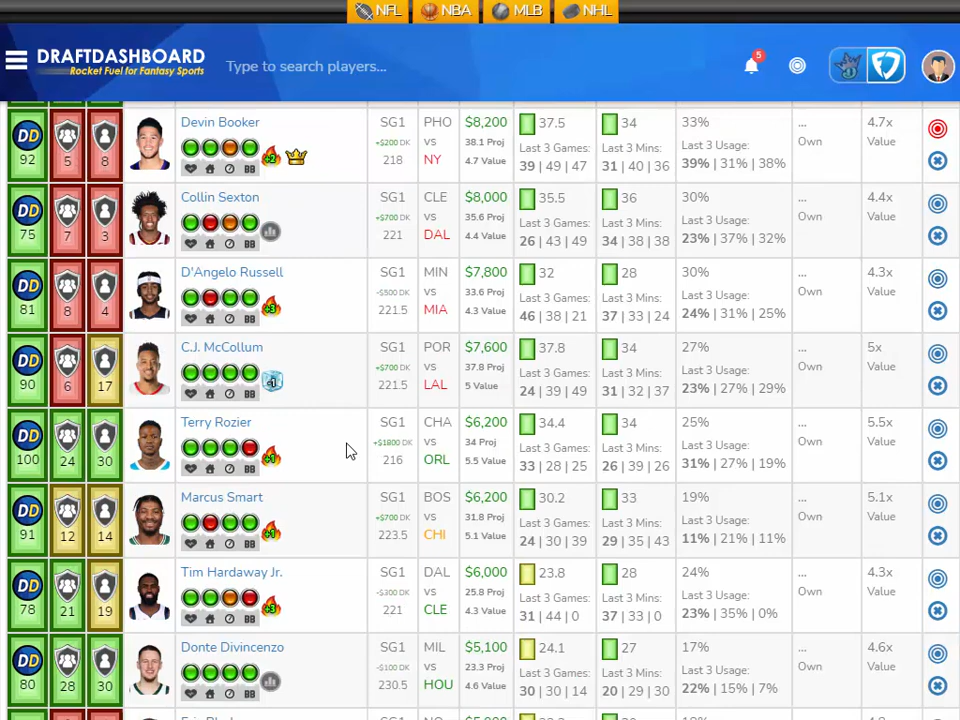 NFL NBA MLB NHL
DRAFTDASHBOARD
Rocket Fuel for Fantasy Sports
Type to search players...
5
DD 92 5 8 Devin Booker +2 SG1 +$200 DK 218 PHO VS NY $8,200 38.1 Proj 4.7 Value 37.5 Last 3 Games: 39 | 49 | 47 34 Last 3 Mins: 31 | 40 | 36 33% Last 3 Usage: 39% | 31% | 38% ... Own 4.7x Value
BB
DD 75 7 3 Collin Sexton SG1 +$700 DK 221 CLE VS DAL $8,000 35.6 Proj 4.4 Value 35.5 Last 3 Games: 26 | 43 | 49 36 Last 3 Mins: 34 | 38 | 38 30% Last 3 Usage: 23% | 37% | 32% ... Own 4.4x Value
BB
DD 81 8 4 D'Angelo Russell +3 SG1 -$500 DK 221.5 MIN VS MIA $7,800 33.6 Proj 4.3 Value 32 Last 3 Games: 46 | 38 | 21 28 Last 3 Mins: 37 | 33 | 24 30% Last 3 Usage: 24% | 31% | 25% ... Own 4.3x Value
BB
DD 90 6 17 C.J. McCollum -1 SG1 +$700 DK 221.5 POR VS LAL $7,600 37.8 Proj 5 Value 37.8 Last 3 Games: 24 | 39 | 49 34 Last 3 Mins: 31 | 32 | 37 27% Last 3 Usage: 23% | 27% | 29% ... Own 5x Value
BB
DD 100 24 30 Terry Rozier +1 SG1 +$1800 DK 216 CHA VS ORL $6,200 34 Proj 5.5 Value 34.4 Last 3 Games: 33 | 28 | 25 34 Last 3 Mins: 26 | 39 | 26 25% Last 3 Usage: 31% | 27% | 19% ... Own 5.5x Value
BB
DD 91 12 14 Marcus Smart +1 SG1 +$700 DK 223.5 BOS VS CHI $6,200 31.8 Proj 5.1 Value 30.2 Last 3 Games: 24 | 30 | 39 33 Last 3 Mins: 29 | 35 | 43 19% Last 3 Usage: 11% | 21% | 11% ... Own 5.1x Value
BB
DD 78 21 19 Tim Hardaway Jr. +3 SG1 -$300 DK 221 DAL VS CLE $6,000 25.8 Proj 4.3 Value 23.8 Last 3 Games: 31 | 44 | 0 28 Last 3 Mins: 37 | 33 | 0 24% Last 3 Usage: 23% | 35% | 0% ... Own 4.3x Value
BB
DD 80 28 30 Donte Divincenzo SG1 -$100 DK 230.5 MIL VS HOU $5,100 23.3 Proj 4.6 Value 24.1 Last 3 Games: 30 | 30 | 14 27 Last 3 Mins: 20 | 29 | 30 17% Last 3 Usage: 22% | 15% | 7% ... Own 4.6x Value
BB